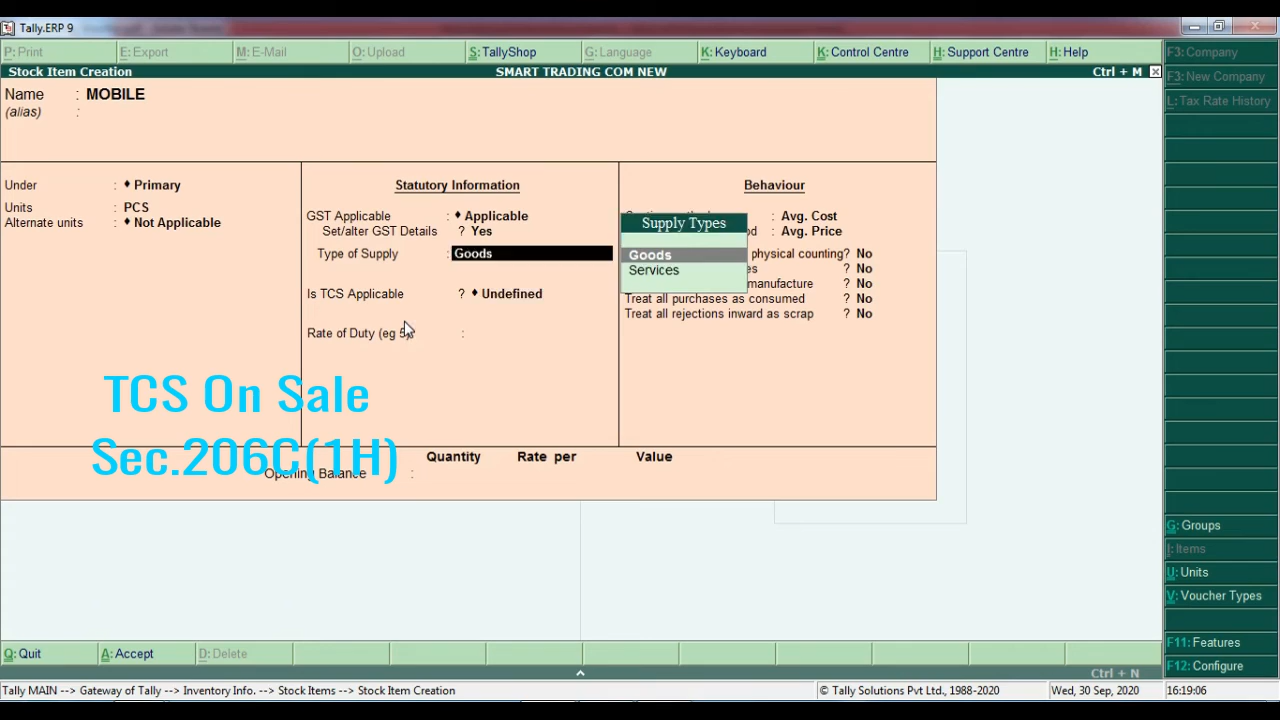 Tally.ERP 9
P: Print
E: Export
M: E-Mail
O: Upload
S: TallyShop
G: Language
K: Keyboard
K: Control Centre
H: Support Centre
H: Help
F3: Company
F3: New Company
L: Tax Rate History
Stock Item Creation
SMART TRADING COM NEW
Ctrl + M
Name : MOBILE
(alias) :
Under : ♦ Primary
Units : PCS
Alternate units : ♦ Not Applicable
Statutory Information
GST Applicable : ♦ Applicable
Set/alter GST Details ? Yes
Type of Supply : Goods
Is TCS Applicable ? ♦ Undefined
Rate of Duty (eg 5) :
Behaviour
: Avg. Cost
d : Avg. Price
physical counting? No
es ? No
manufacture ? No
Treat all purchases as consumed ? No
Treat all rejections inward as scrap ? No
Supply Types
Goods
Services
TCS On Sale
Sec.206C(1H)
Quantity Rate per Value
Opening Balance :
G: Groups
I: Items
U: Units
V: Voucher Types
F11: Features
F12: Configure
Q: Quit
A: Accept
D: Delete
Ctrl + N
Tally MAIN --> Gateway of Tally --> Inventory Info. --> Stock Items --> Stock Item Creation
© Tally Solutions Pvt Ltd., 1988-2020
Wed, 30 Sep, 2020
16:19:06